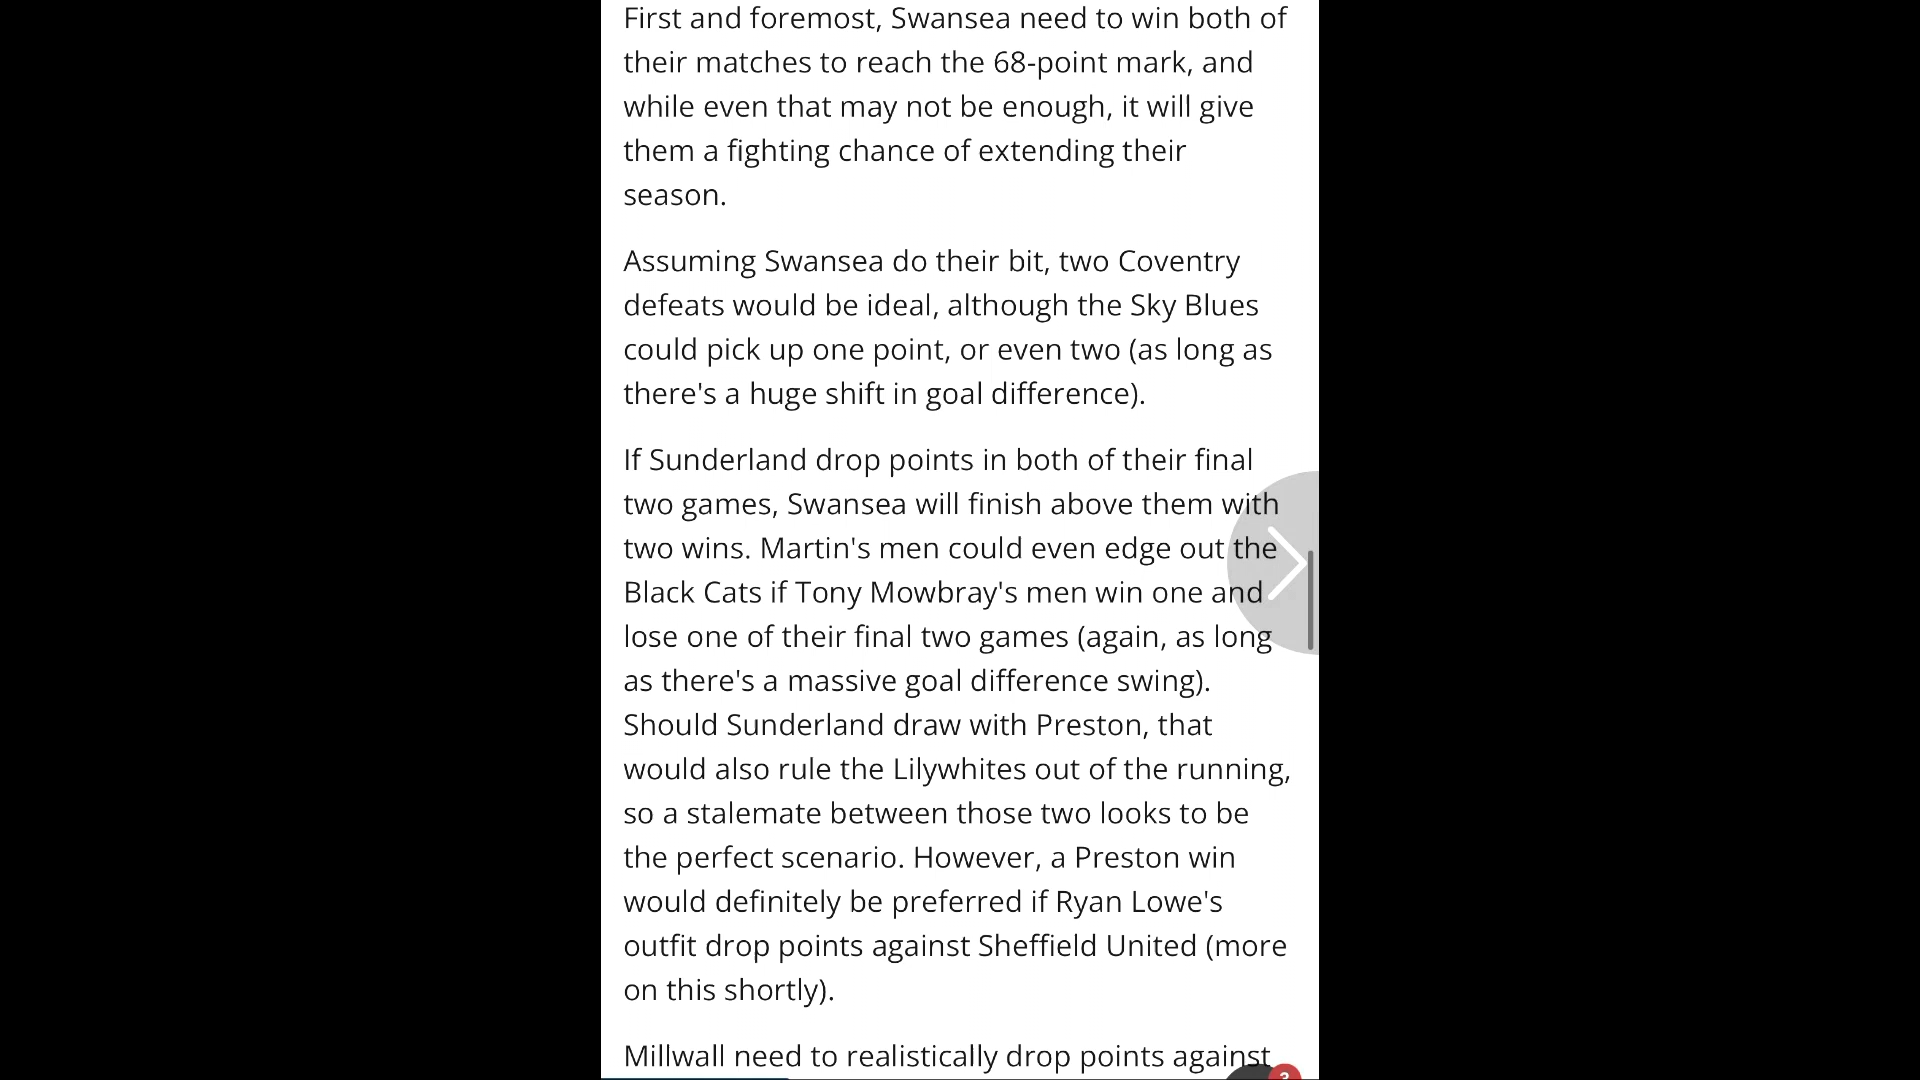 First and foremost, Swansea need to win both of
their matches to reach the 68-point mark, and
while even that may not be enough, it will give
them a fighting chance of extending their
season.
Assuming Swansea do their bit, two Coventry
defeats would be ideal, although the Sky Blues
could pick up one point, or even two (as long as
there's a huge shift in goal difference).
If Sunderland drop points in both of their final
two games, Swansea will finish above them with
two wins. Martin's men could even edge out the
Black Cats if Tony Mowbray's men win one and
lose one of their final two games (again, as long
as there's a massive goal difference swing).
Should Sunderland draw with Preston, that
would also rule the Lilywhites out of the running,
so a stalemate between those two looks to be
the perfect scenario. However, a Preston win
would definitely be preferred if Ryan Lowe's
outfit drop points against Sheffield United (more
on this shortly).
Millwall need to realistically drop points against